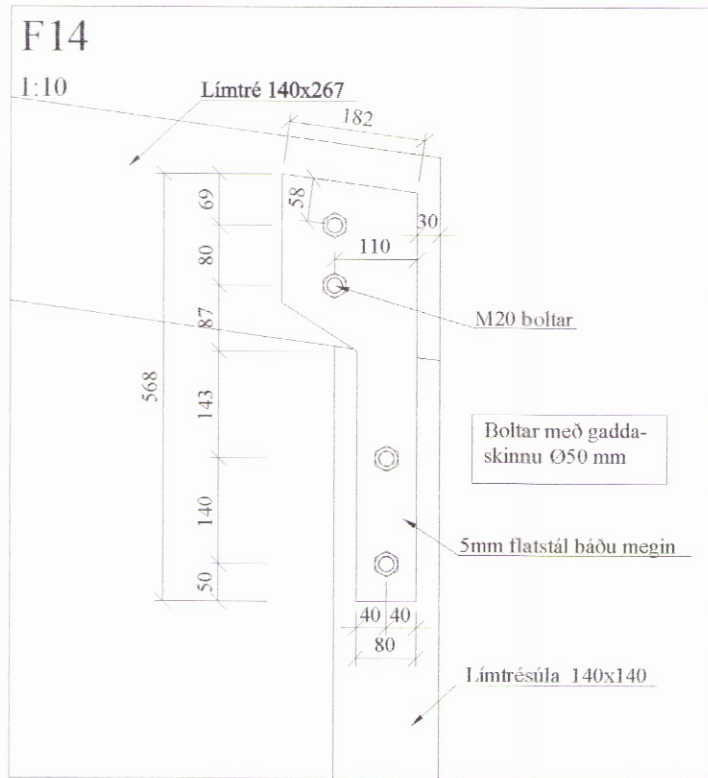 F14
1:10
Límtré 140x267
182
58
30
110
69
80
87
568
143
140
50
M20 boltar
Boltar með gadda-
skinnu Ø50 mm
5mm flatstál báðu megin
40 40
80
Límtrésúla 140x140